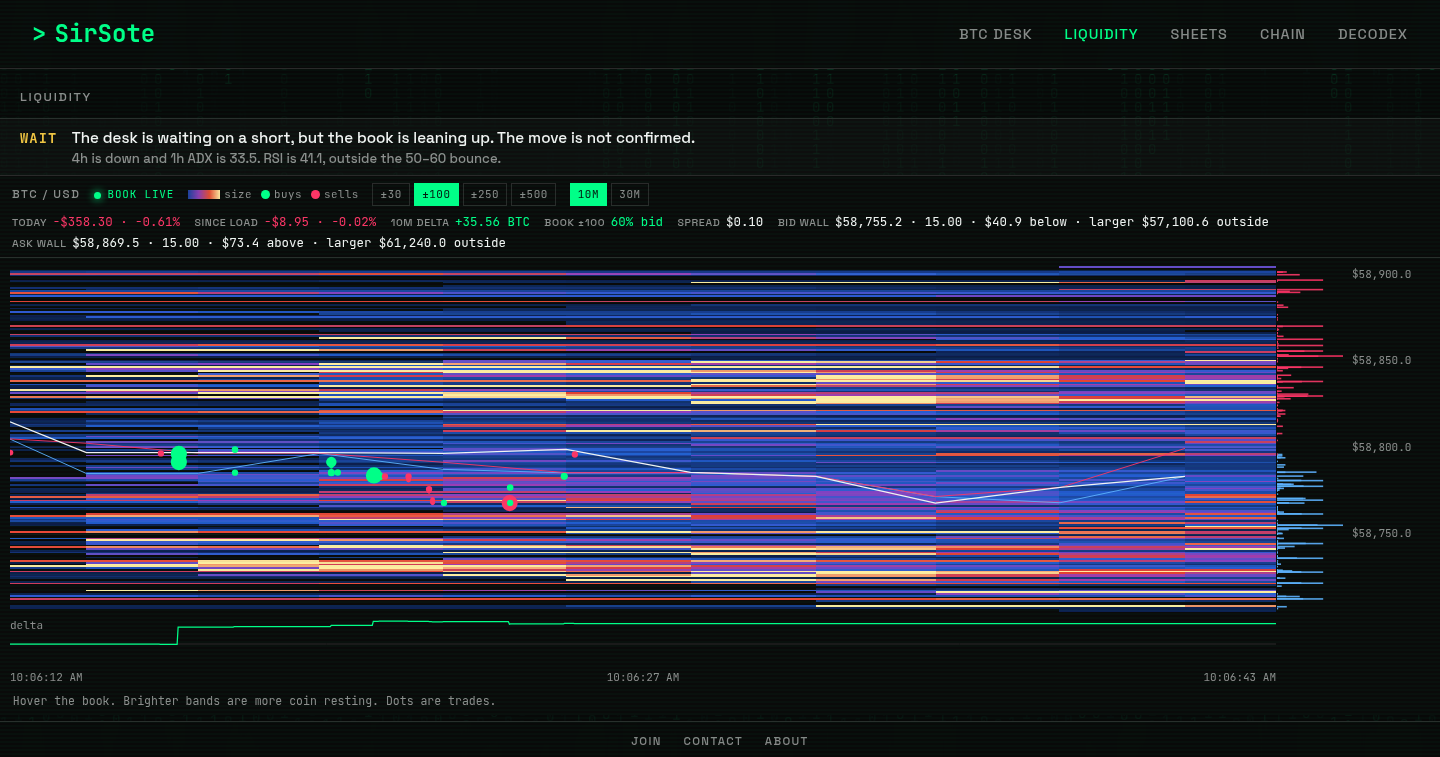 > SirSote
BTC DESK LIQUIDITY SHEETS CHAIN DECODEX
LIQUIDITY
WAIT The desk is waiting on a short, but the book is leaning up. The move is not confirmed.
4h is down and 1h ADX is 33.5. RSI is 41.1, outside the 50–60 bounce.
BTC / USD BOOK LIVE size buys sells ±30 ±100 ±250 ±500 10M 30M
TODAY -$358.30 · -0.61% SINCE LOAD -$8.95 · -0.02% 10M DELTA +35.56 BTC BOOK ±100 60% bid SPREAD $0.10 BID WALL $58,755.2 · 15.00 · $40.9 below · larger $57,100.6 outside
ASK WALL $58,869.5 · 15.00 · $73.4 above · larger $61,240.0 outside
$58,900.0
$58,850.0
$58,800.0
$58,750.0
delta
10:06:12 AM 10:06:27 AM 10:06:43 AM
Hover the book. Brighter bands are more coin resting. Dots are trades.
JOIN CONTACT ABOUT